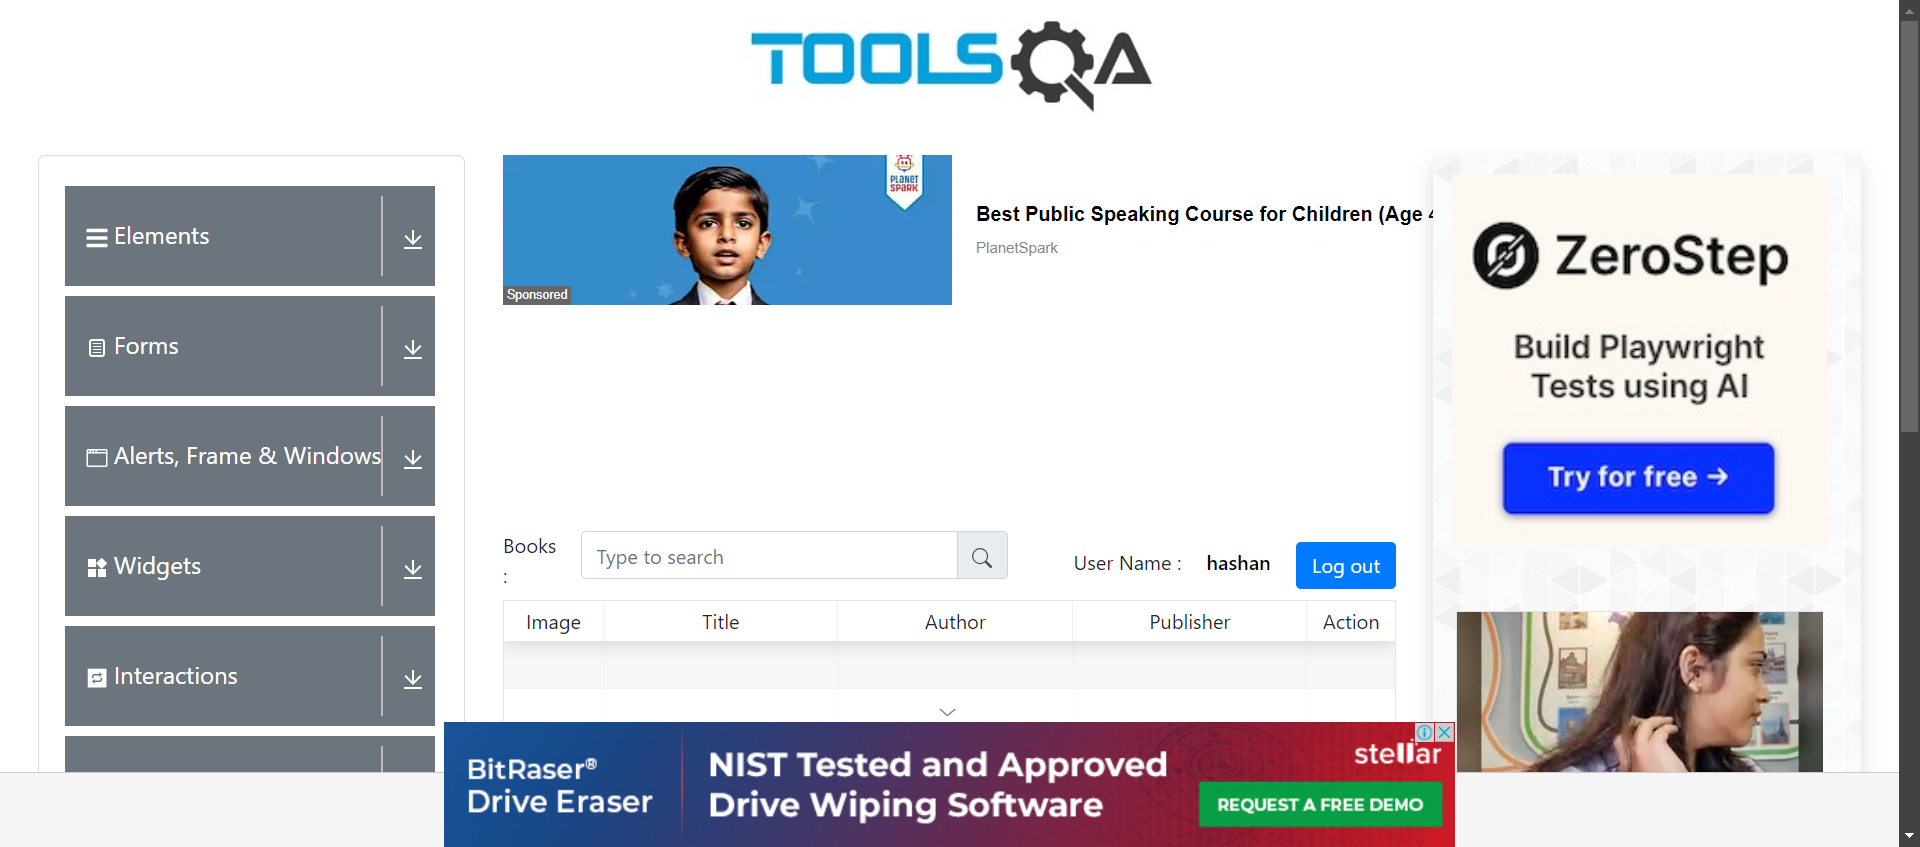 TOOLSQA
Elements
Forms
Alerts, Frame & Windows
Widgets
Interactions
PLANET
SPARK
Sponsored
Best Public Speaking Course for Children (Age
PlanetSpark
Books
:
Type to search
User Name :
hashan
Log out
Image
Title
Author
Publisher
Action
ZeroStep
Build Playwright
Tests using AI
Try for free →
BitRaser®
Drive Eraser
NIST Tested and Approved
Drive Wiping Software
stellar
REQUEST A FREE DEMO